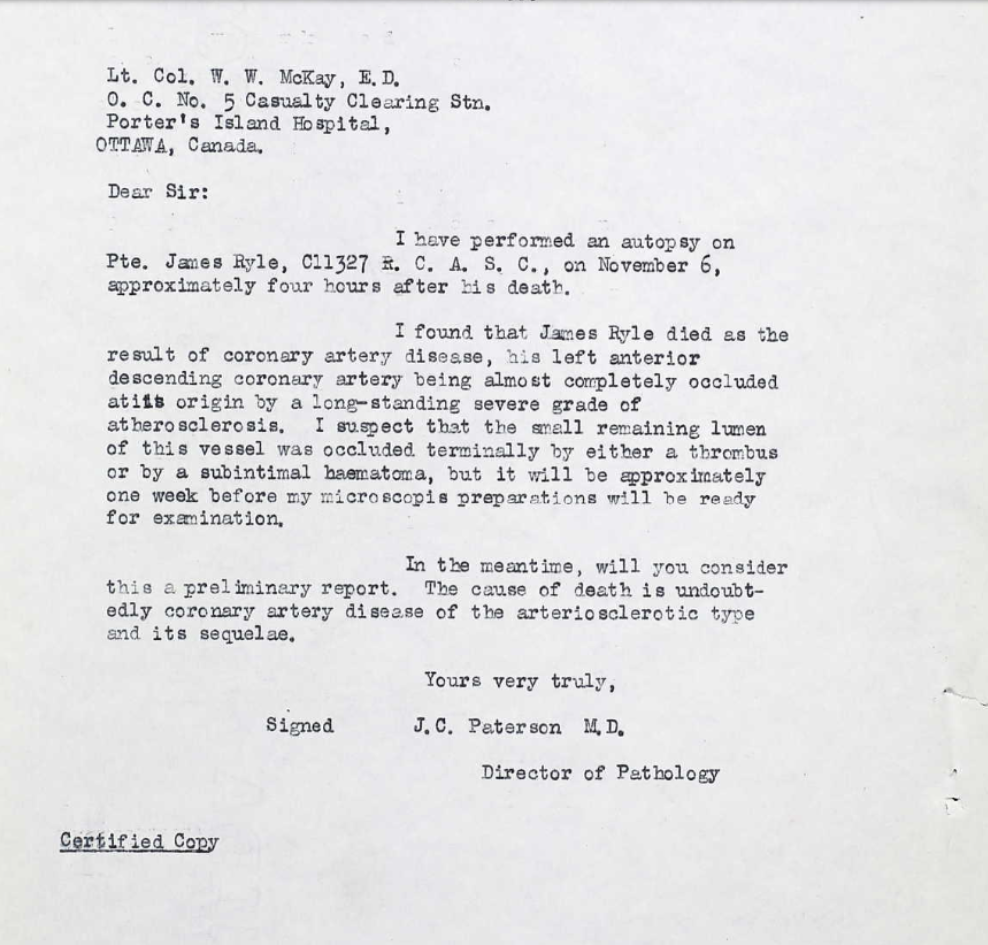 Lt. Col. W. W. McKay, E.D.
O. C. No. 5 Casualty Clearing Stn.
Porter's Island Hospital,
OTTAWA, Canada.
Dear Sir:
I have performed an autopsy on
Pte. James Ryle, C11327 R. C. A. S. C., on November 6,
approximately four hours after his death.
I found that James Ryle died as the
result of coronary artery disease, his left anterior
descending coronary artery being almost completely occluded
atits origin by a long-standing severe grade of
atherosclerosis. I suspect that the small remaining lumen
of this vessel was occluded terminally by either a thrombus
or by a subintimal haematoma, but it will be approximately
one week before my microscopis preparations will be ready
for examination.
In the meantime, will you consider
this a preliminary report. The cause of death is undoubt-
edly coronary artery disease of the arteriosclerotic type
and its sequelae.
Yours very truly,
Signed J.C. Paterson M.D.
Director of Pathology
Certified Copy